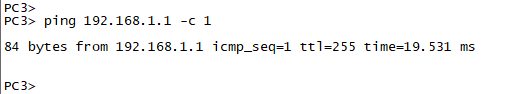 PC3>
PC3> ping 192.168.1.1 -c 1
84 bytes from 192.168.1.1 icmp_seq=1 ttl=255 time=19.531 ms
PC3>